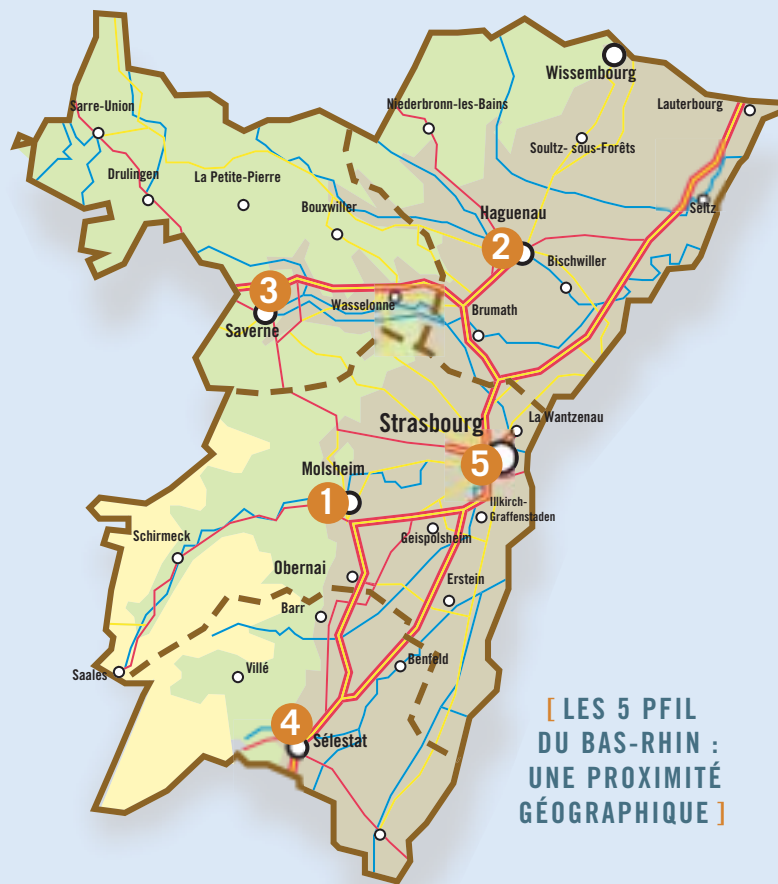 Wissembourg
Sarre-Union
Niederbronn-les-Bains
Lauterbourg
Soultz- sous-Forêts
Drulingen
La Petite-Pierre
Bouxwiller
Haguenau
Seltz
2
Bischwiller
3
Wasselonne
Brumath
Saverne
Strasbourg
La Wantzenau
5
Molsheim
1
Illkirch-
Graffenstaden
Geispolsheim
Schirmeck
Obernai
Erstein
Barr
Benfeld
Saales
Villé
4
Sélestat
[ LES 5 PFIL
DU BAS-RHIN :
UNE PROXIMITÉ
GÉOGRAPHIQUE ]